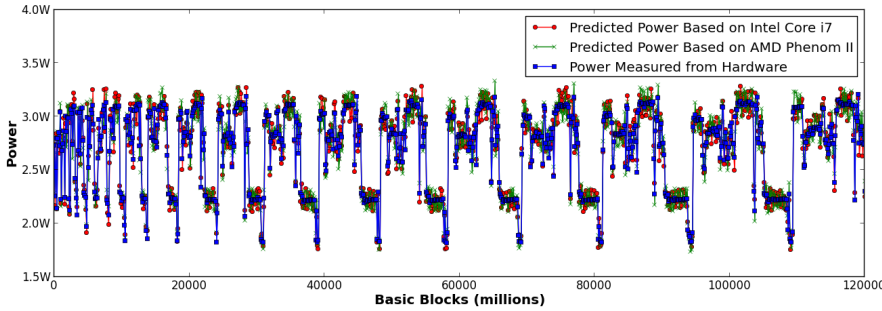 4.0W
Predicted Power Based on Intel Core i7
Predicted Power Based on AMD Phenom II
Power Measured from Hardware
3.5W
3.0W
2.5W
2.0W
1.5W
Power
0 20000 40000 60000 80000 100000 120000
Basic Blocks (millions)